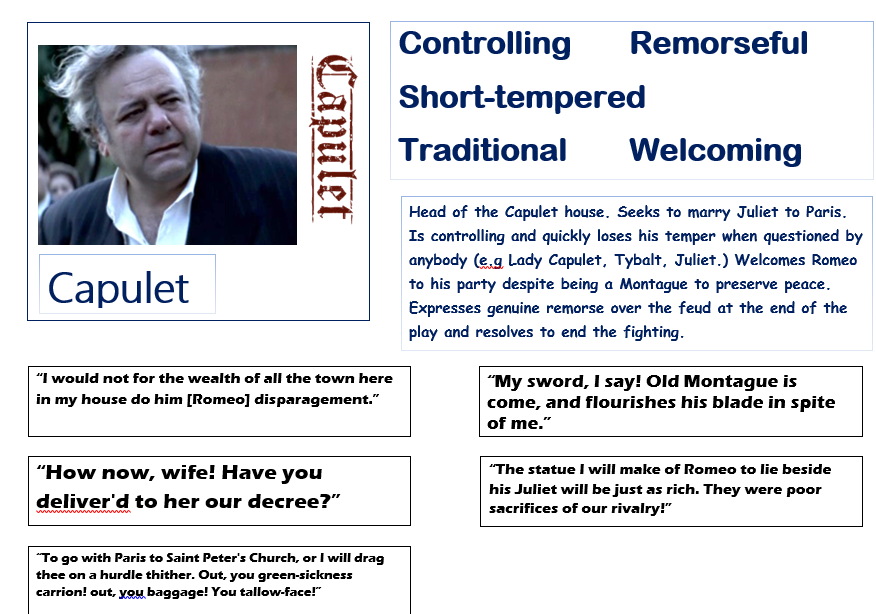 Capulet
Capulet
Controlling Remorseful
Short-tempered
Traditional Welcoming
Head of the Capulet house. Seeks to marry Juliet to Paris.
Is controlling and quickly loses his temper when questioned by
anybody (e.g Lady Capulet, Tybalt, Juliet.) Welcomes Romeo
to his party despite being a Montague to preserve peace.
Expresses genuine remorse over the feud at the end of the
play and resolves to end the fighting.
“I would not for the wealth of all the town here
in my house do him [Romeo] disparagement.”
“My sword, I say! Old Montague is
come, and flourishes his blade in spite
of me.”
“How now, wife! Have you
deliver'd to her our decree?”
“The statue I will make of Romeo to lie beside
his Juliet will be just as rich. They were poor
sacrifices of our rivalry!”
“To go with Paris to Saint Peter's Church, or I will drag
thee on a hurdle thither. Out, you green-sickness
carrion! out, you baggage! You tallow-face!”